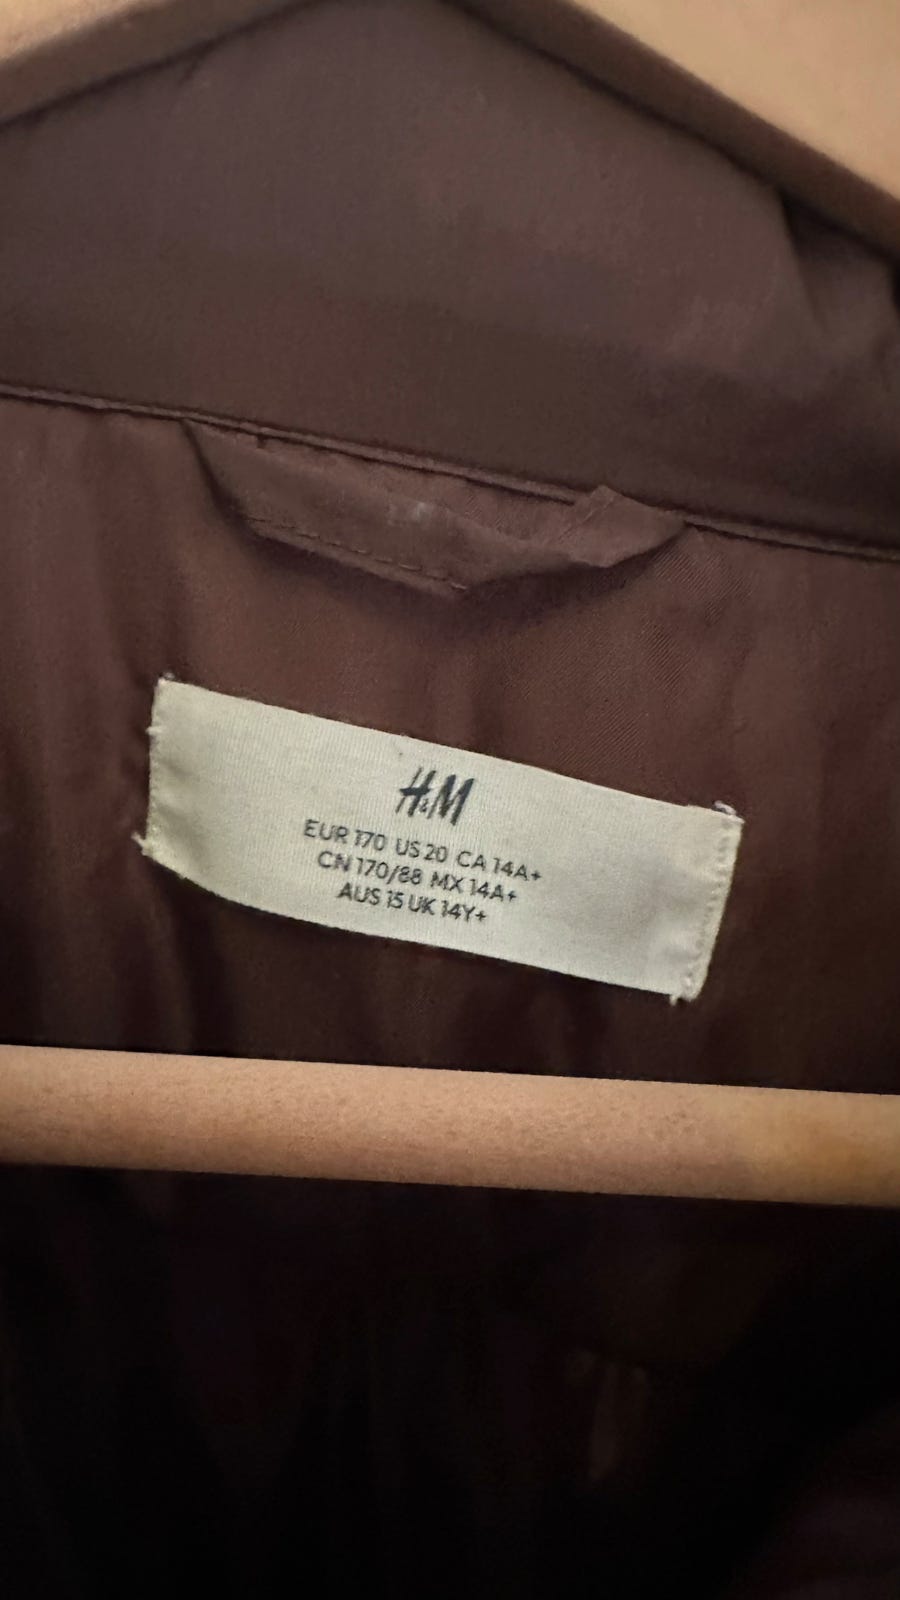 H&M
EUR 170 US 20 CA 14A+
CN 170/88 MX 14A+
AUS 15 UK 14Y+